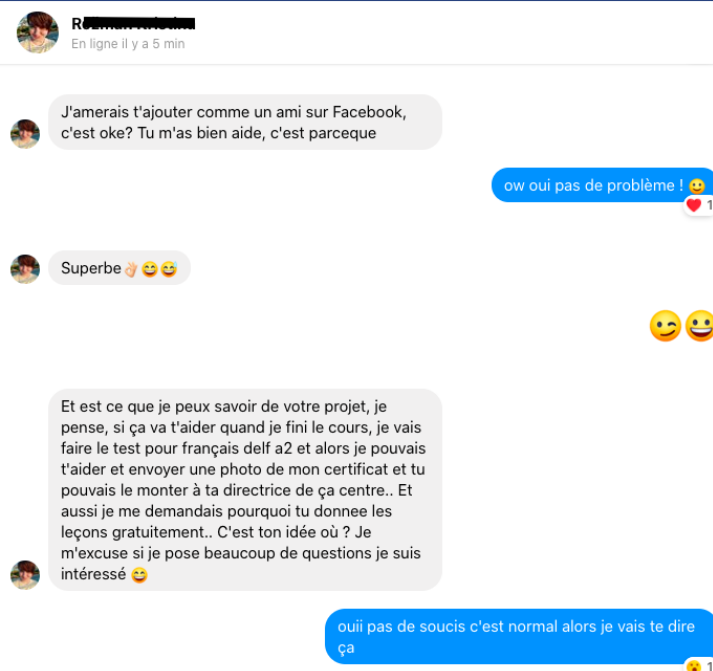 En ligne il y a 5 min
J'amerais t'ajouter comme un ami sur Facebook,
c'est oke? Tu m'as bien aide, c'est parceque
ow oui pas de problème ! 😃
❤️ 1
Superbe👌🏻😄😅
😉😀
Et est ce que je peux savoir de votre projet, je
pense, si ça va t'aider quand je fini le cours, je vais
faire le test pour français delf a2 et alors je pouvais
t'aider et envoyer une photo de mon certificat et tu
pouvais le monter à ta directrice de ça centre.. Et
aussi je me demandais pourquoi tu donnee les
leçons gratuitement.. C'est ton idée où ? Je
m'excuse si je pose beaucoup de questions je suis
intéressé 😄
ouii pas de soucis c'est normal alors je vais te dire
ça
😮 1